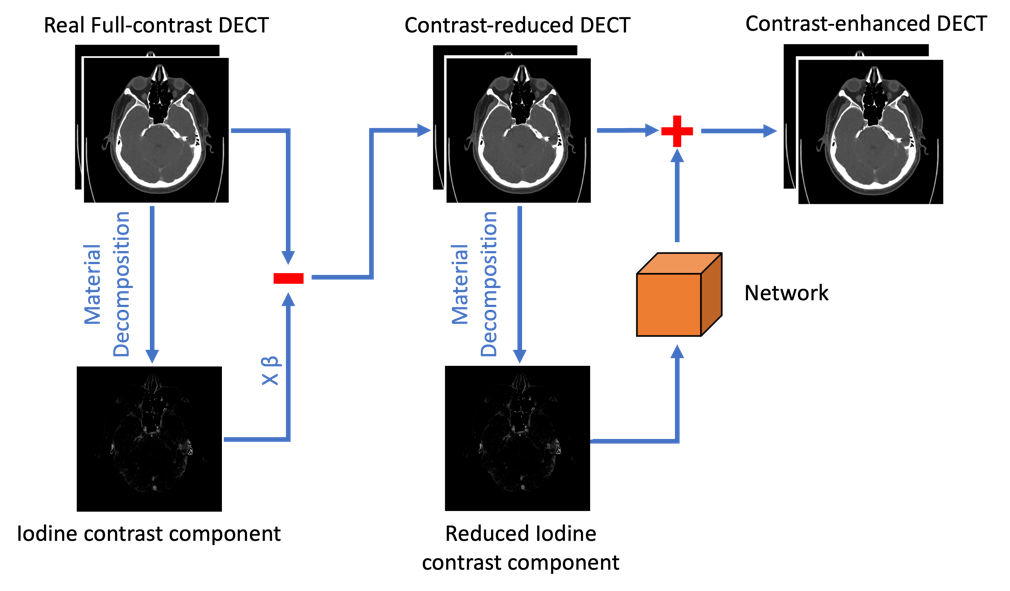 Real Full-contrast DECT
Contrast-reduced DECT
Contrast-enhanced DECT
Material
Decomposition
X β
Material
Decomposition
Network
Iodine contrast component
Reduced Iodine
contrast component